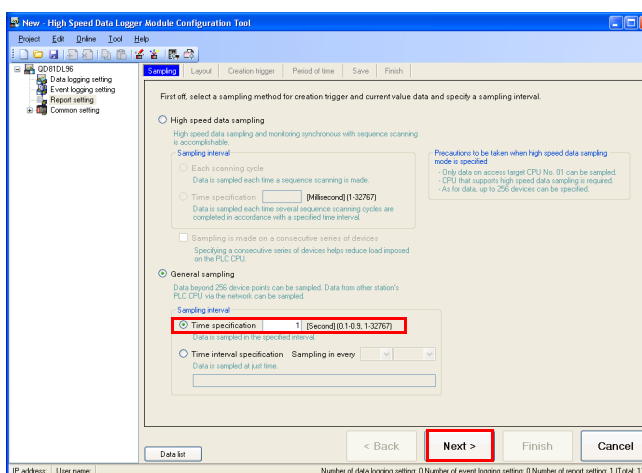 New - High Speed Data Logger Module Configuration Tool
Project Edit Online Tool Help
QD81DL96
Data logging setting
Event logging setting
Report setting
Common setting
Sampling Layout Creation trigger Period of time Save Finish
First off, select a sampling method for creation trigger and current value data and specify a sampling interval.
High speed data sampling
High speed data sampling and monitoring synchronous with sequence scanning
is accomplishable.
Sampling interval
Each scanning cycle
Data is sampled each time a sequence scanning is made.
Time specification [Millisecond] (1-32767)
Data is sampled each time several sequence scanning cycles are
completed in accordance with a specified time interval.
Sampling is made on a consecutive series of devices
Specifying a consecutive series of devices helps reduce load imposed
on the PLC CPU.
Precautions to be taken when high speed data sampling
mode is specified
- Only data on access target CPU No. 01 can be sampled.
- CPU that supports high speed data sampling is required.
- As for data, up to 256 devices can be specified.
General sampling
Data beyond 256 device points can be sampled. Data from other station's
PLC CPU via the network can be sampled.
Sampling interval
Time specification 1 [Second] (0.1-0.9, 1-32767)
Data is sampled in the specified interval.
Time interval specification Sampling in every
Data is sampled at just time.
Data list
< Back Next > Finish Cancel
IP address: User name: Number of data logging setting: 0 Number of event logging setting: 0 Number of report setting: 1 (Total: 1